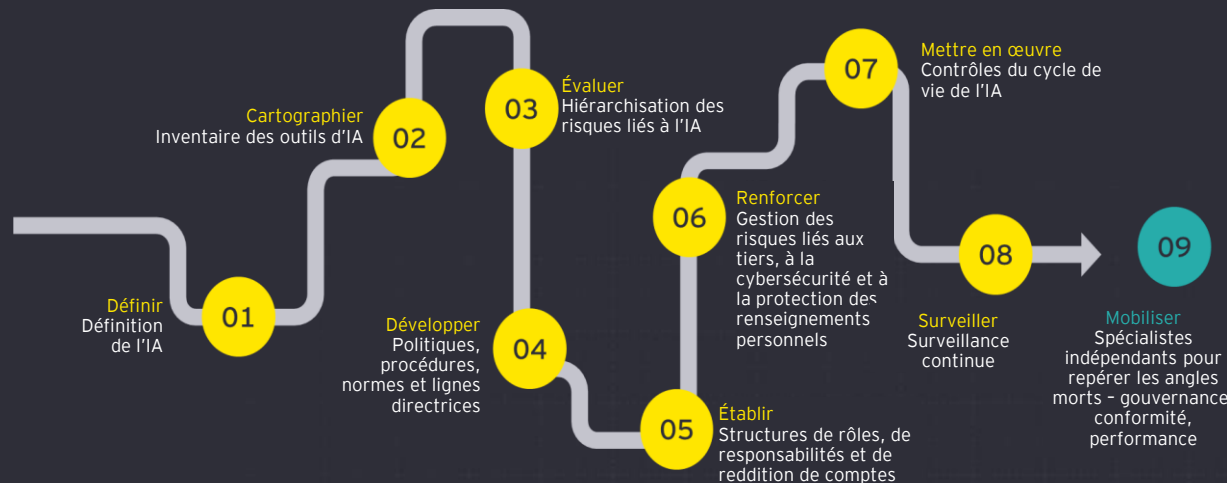 01
Définir
Définition
de l’IA
02
Cartographier
Inventaire des outils d’IA
03
Évaluer
Hiérarchisation des
risques liés à l’IA
04
Développer
Politiques,
procédures,
normes et lignes
directrices
05
Établir
Structures de rôles, de
responsabilités et de
reddition de comptes
06
Renforcer
Gestion des
risques liés aux
tiers, à la
cybersécurité et à
la protection des
renseignements
personnels
07
Mettre en œuvre
Contrôles du cycle de
vie de l’IA
08
Surveiller
Surveillance
continue
09
Mobiliser
Spécialistes
indépendants pour
repérer les angles
morts – gouvernance
conformité,
performance